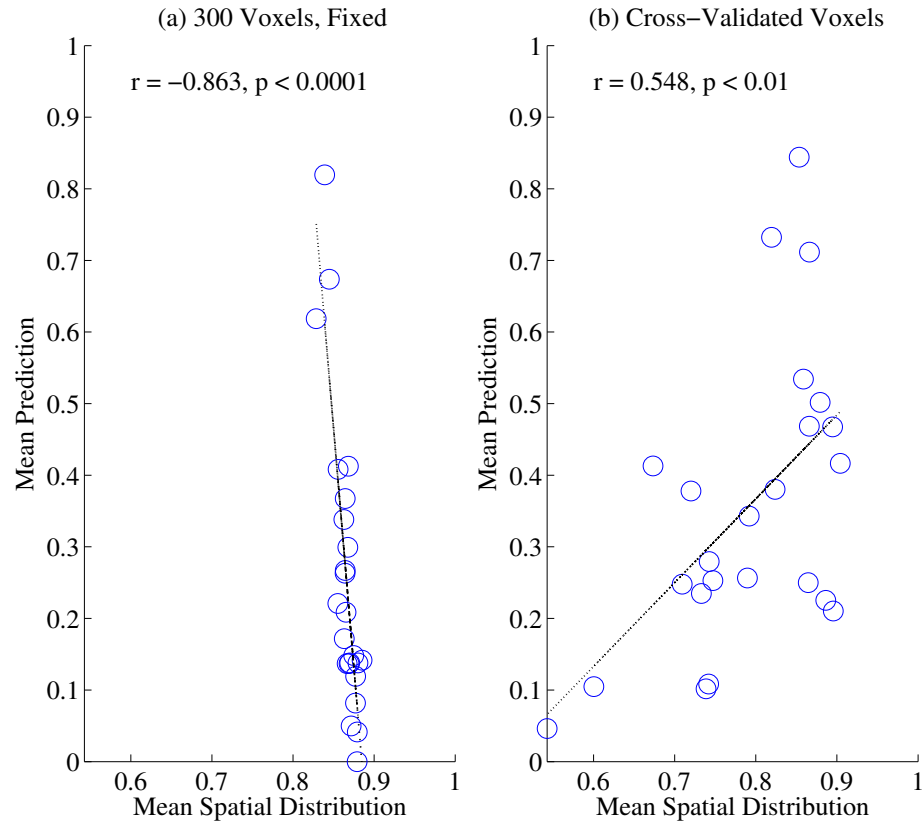 (a) 300 Voxels, Fixed
r = −0.863, p < 0.0001
Mean Prediction
1
0.9
0.8
0.7
0.6
0.5
0.4
0.3
0.2
0.1
0
0.6 0.7 0.8 0.9 1
Mean Spatial Distribution
(b) Cross−Validated Voxels
r = 0.548, p < 0.01
Mean Prediction
1
0.9
0.8
0.7
0.6
0.5
0.4
0.3
0.2
0.1
0
0.6 0.7 0.8 0.9 1
Mean Spatial Distribution